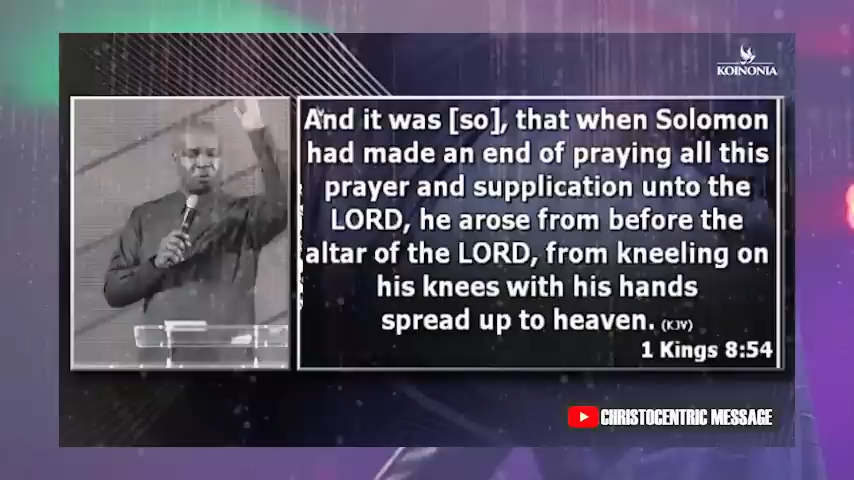 KOINONIA
And it was [so], that when Solomon
had made an end of praying all this
prayer and supplication unto the
LORD, he arose from before the
altar of the LORD, from kneeling on
his knees with his hands
spread up to heaven. (KJV)
1 Kings 8:54
CHRISTOCENTRIC MESSAGE